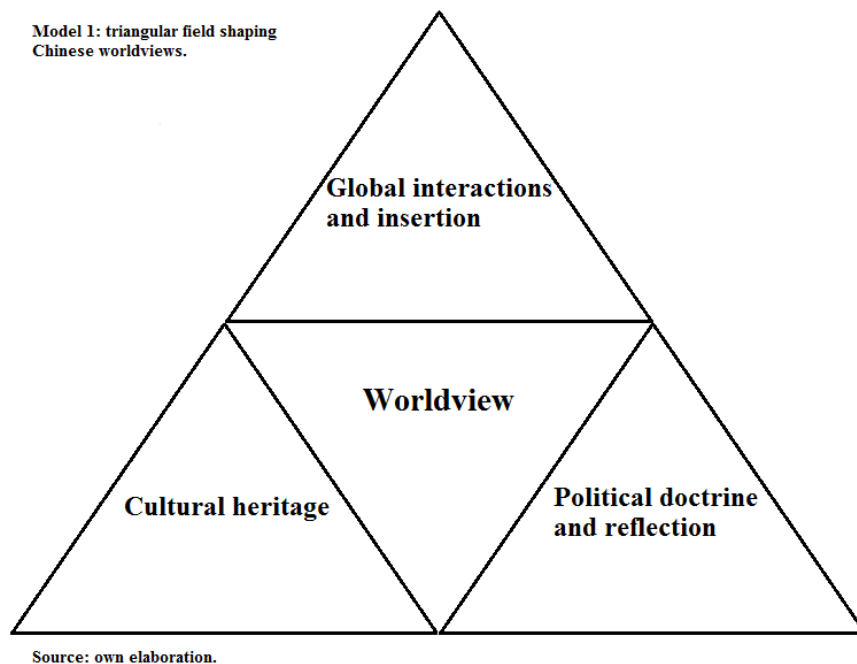 Model 1: triangular field shaping
Chinese worldviews.
Global interactions
and insertion
Worldview
Cultural heritage
Political doctrine
and reflection
Source: own elaboration.